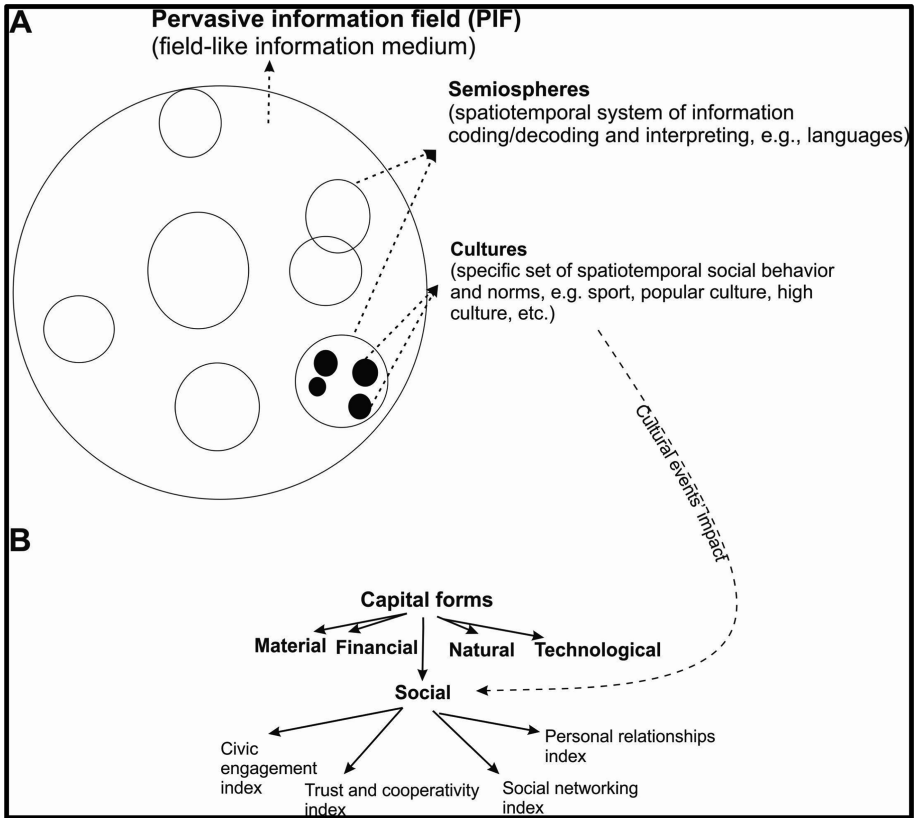 A
Pervasive information field (PIF)
(field-like information medium)
Semiospheres
(spatiotemporal system of information
coding/decoding and interpreting, e.g., languages)
Cultures
(specific set of spatiotemporal social behavior
and norms, e.g. sport, popular culture, high
culture, etc.)
Cultural events' impact
B
Capital forms
Material Financial Natural Technological
Social
Civic
engagement
index
Trust and cooperativity
index
Social networking
index
Personal relationships
index